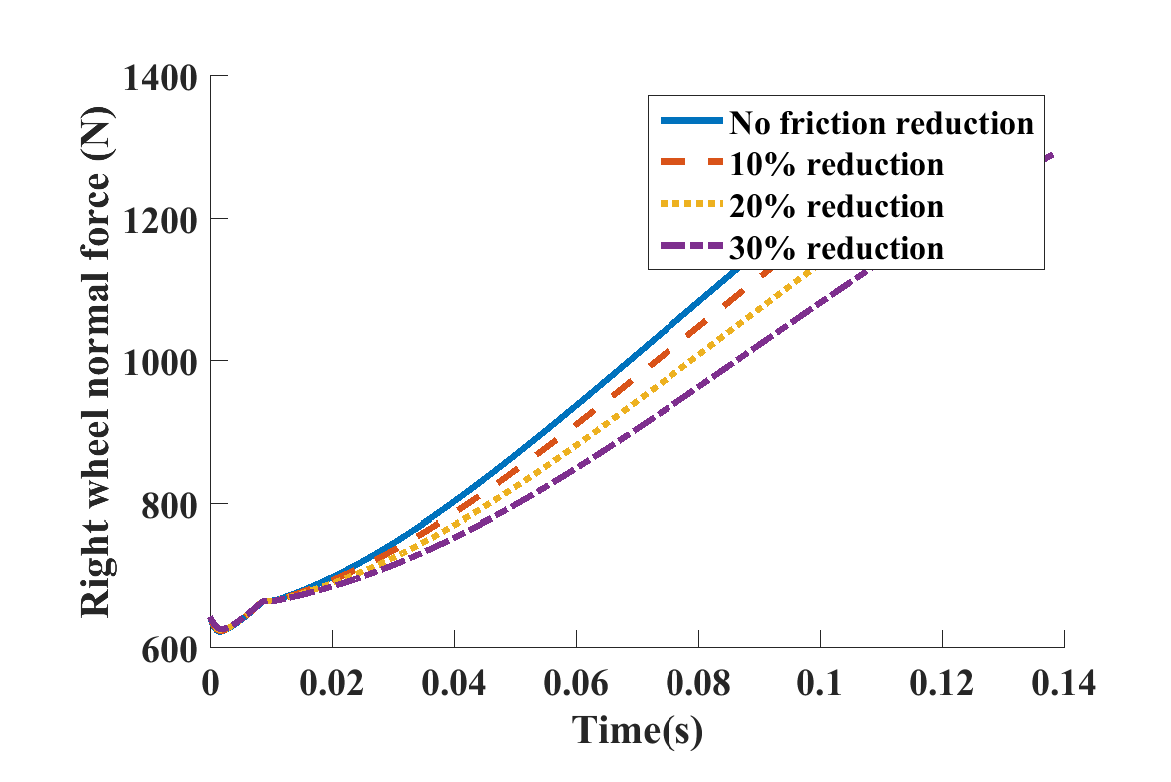 Right wheel normal force (N)
1400
1200
1000
800
600
No friction reduction
10% reduction
20% reduction
30% reduction
0 0.02 0.04 0.06 0.08 0.1 0.12 0.14
Time(s)